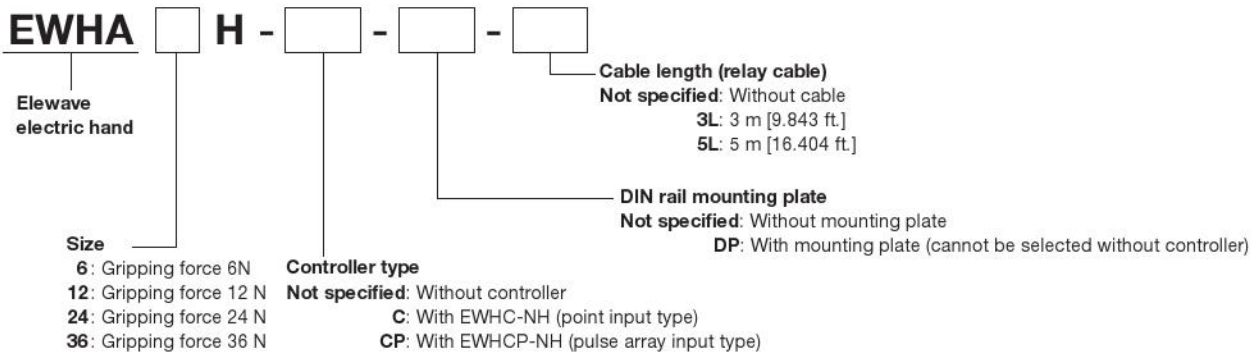 EWHA H - - -
Cable length (relay cable)
Not specified: Without cable
3L: 3 m [9.843 ft.]
5L: 5 m [16.404 ft.]
Elewave
electric hand
DIN rail mounting plate
Not specified: Without mounting plate
DP: With mounting plate (cannot be selected without controller)
Size
6: Gripping force 6N
12: Gripping force 12 N
24: Gripping force 24 N
36: Gripping force 36 N
Controller type
Not specified: Without controller
C: With EWHC-NH (point input type)
CP: With EWHCP-NH (pulse array input type)